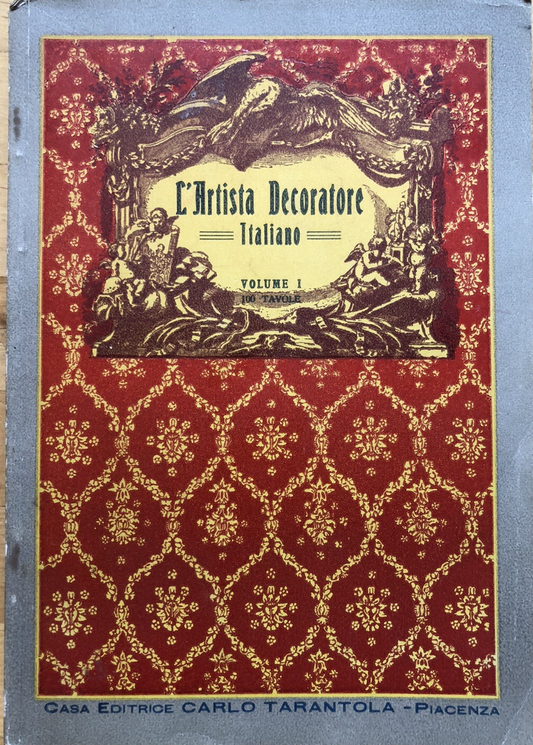 L'Artista Decoratore
Italiano
VOLUME I
100 TAVOLE
CASA EDITRICE CARLO TARANTOLA - PIACENZA